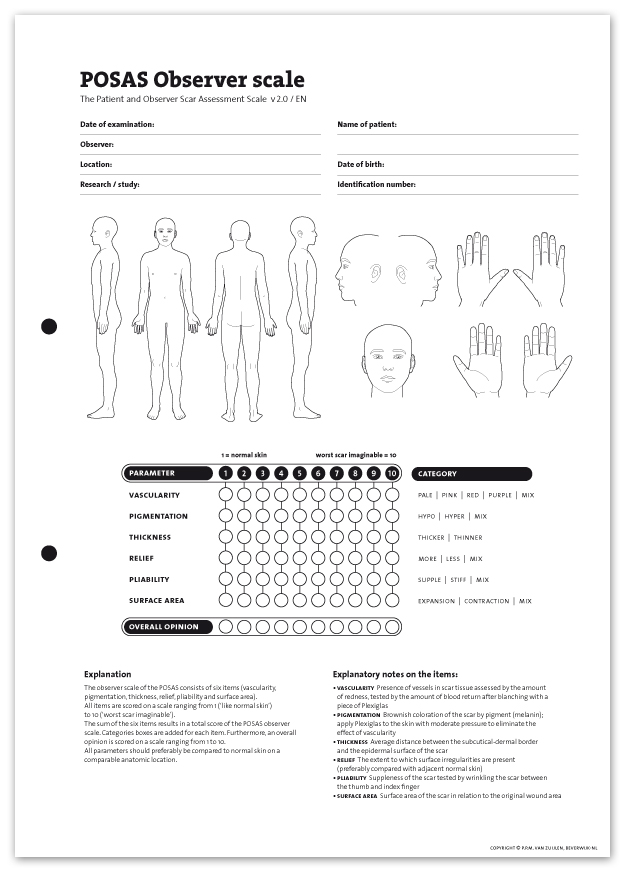 POSAS Observer scale
The Patient and Observer Scar Assessment Scale v 2.0 / EN
Date of examination:
Name of patient:
Observer:
Location:
Date of birth:
Research / study:
Identification number:
1 = normal skin
worst scar imaginable = 10
PARAMETER 1 2 3 4 5 6 7 8 9 10 CATEGORY
VASCULARITY PALE | PINK | RED | PURPLE | MIX
PIGMENTATION HYPO | HYPER | MIX
THICKNESS THICKER | THINNER
RELIEF MORE | LESS | MIX
PLIABILITY SUPPLE | STIFF | MIX
SURFACE AREA EXPANSION | CONTRACTION | MIX
OVERALL OPINION
Explanation
The observer scale of the POSAS consists of six items (vascularity,
pigmentation, thickness, relief, pliability and surface area).
All items are scored on a scale ranging from 1 ('like normal skin')
to 10 ('worst scar imaginable').
The sum of the six items results in a total score of the POSAS observer
scale. Categories boxes are added for each item. Furthermore, an overall
opinion is scored on a scale ranging from 1 to 10.
All parameters should preferably be compared to normal skin on a
comparable anatomic location.
Explanatory notes on the items:
• VASCULARITY Presence of vessels in scar tissue assessed by the amount
of redness, tested by the amount of blood return after blanching with a
piece of Plexiglas
• PIGMENTATION Brownish coloration of the scar by pigment (melanin);
apply Plexiglas to the skin with moderate pressure to eliminate the
effect of vascularity
• THICKNESS Average distance between the subcutical-dermal border
and the epidermal surface of the scar
• RELIEF The extent to which surface irregularities are present
(preferably compared with adjacent normal skin)
• PLIABILITY Suppleness of the scar tested by wrinkling the scar between
the thumb and index finger
• SURFACE AREA Surface area of the scar in relation to the original wound area
COPYRIGHT © P.P.M. VAN ZUIJLEN, BEVERWIJK-NL